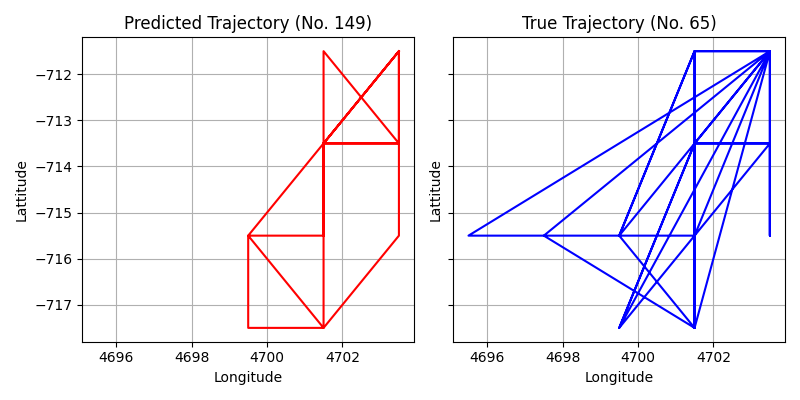 Predicted Trajectory (No. 149)
True Trajectory (No. 65)
−712
−713
−714
−715
−716
−717
Lattitude
4696
4698
4700
4702
Longitude
Lattitude
4696
4698
4700
4702
Longitude